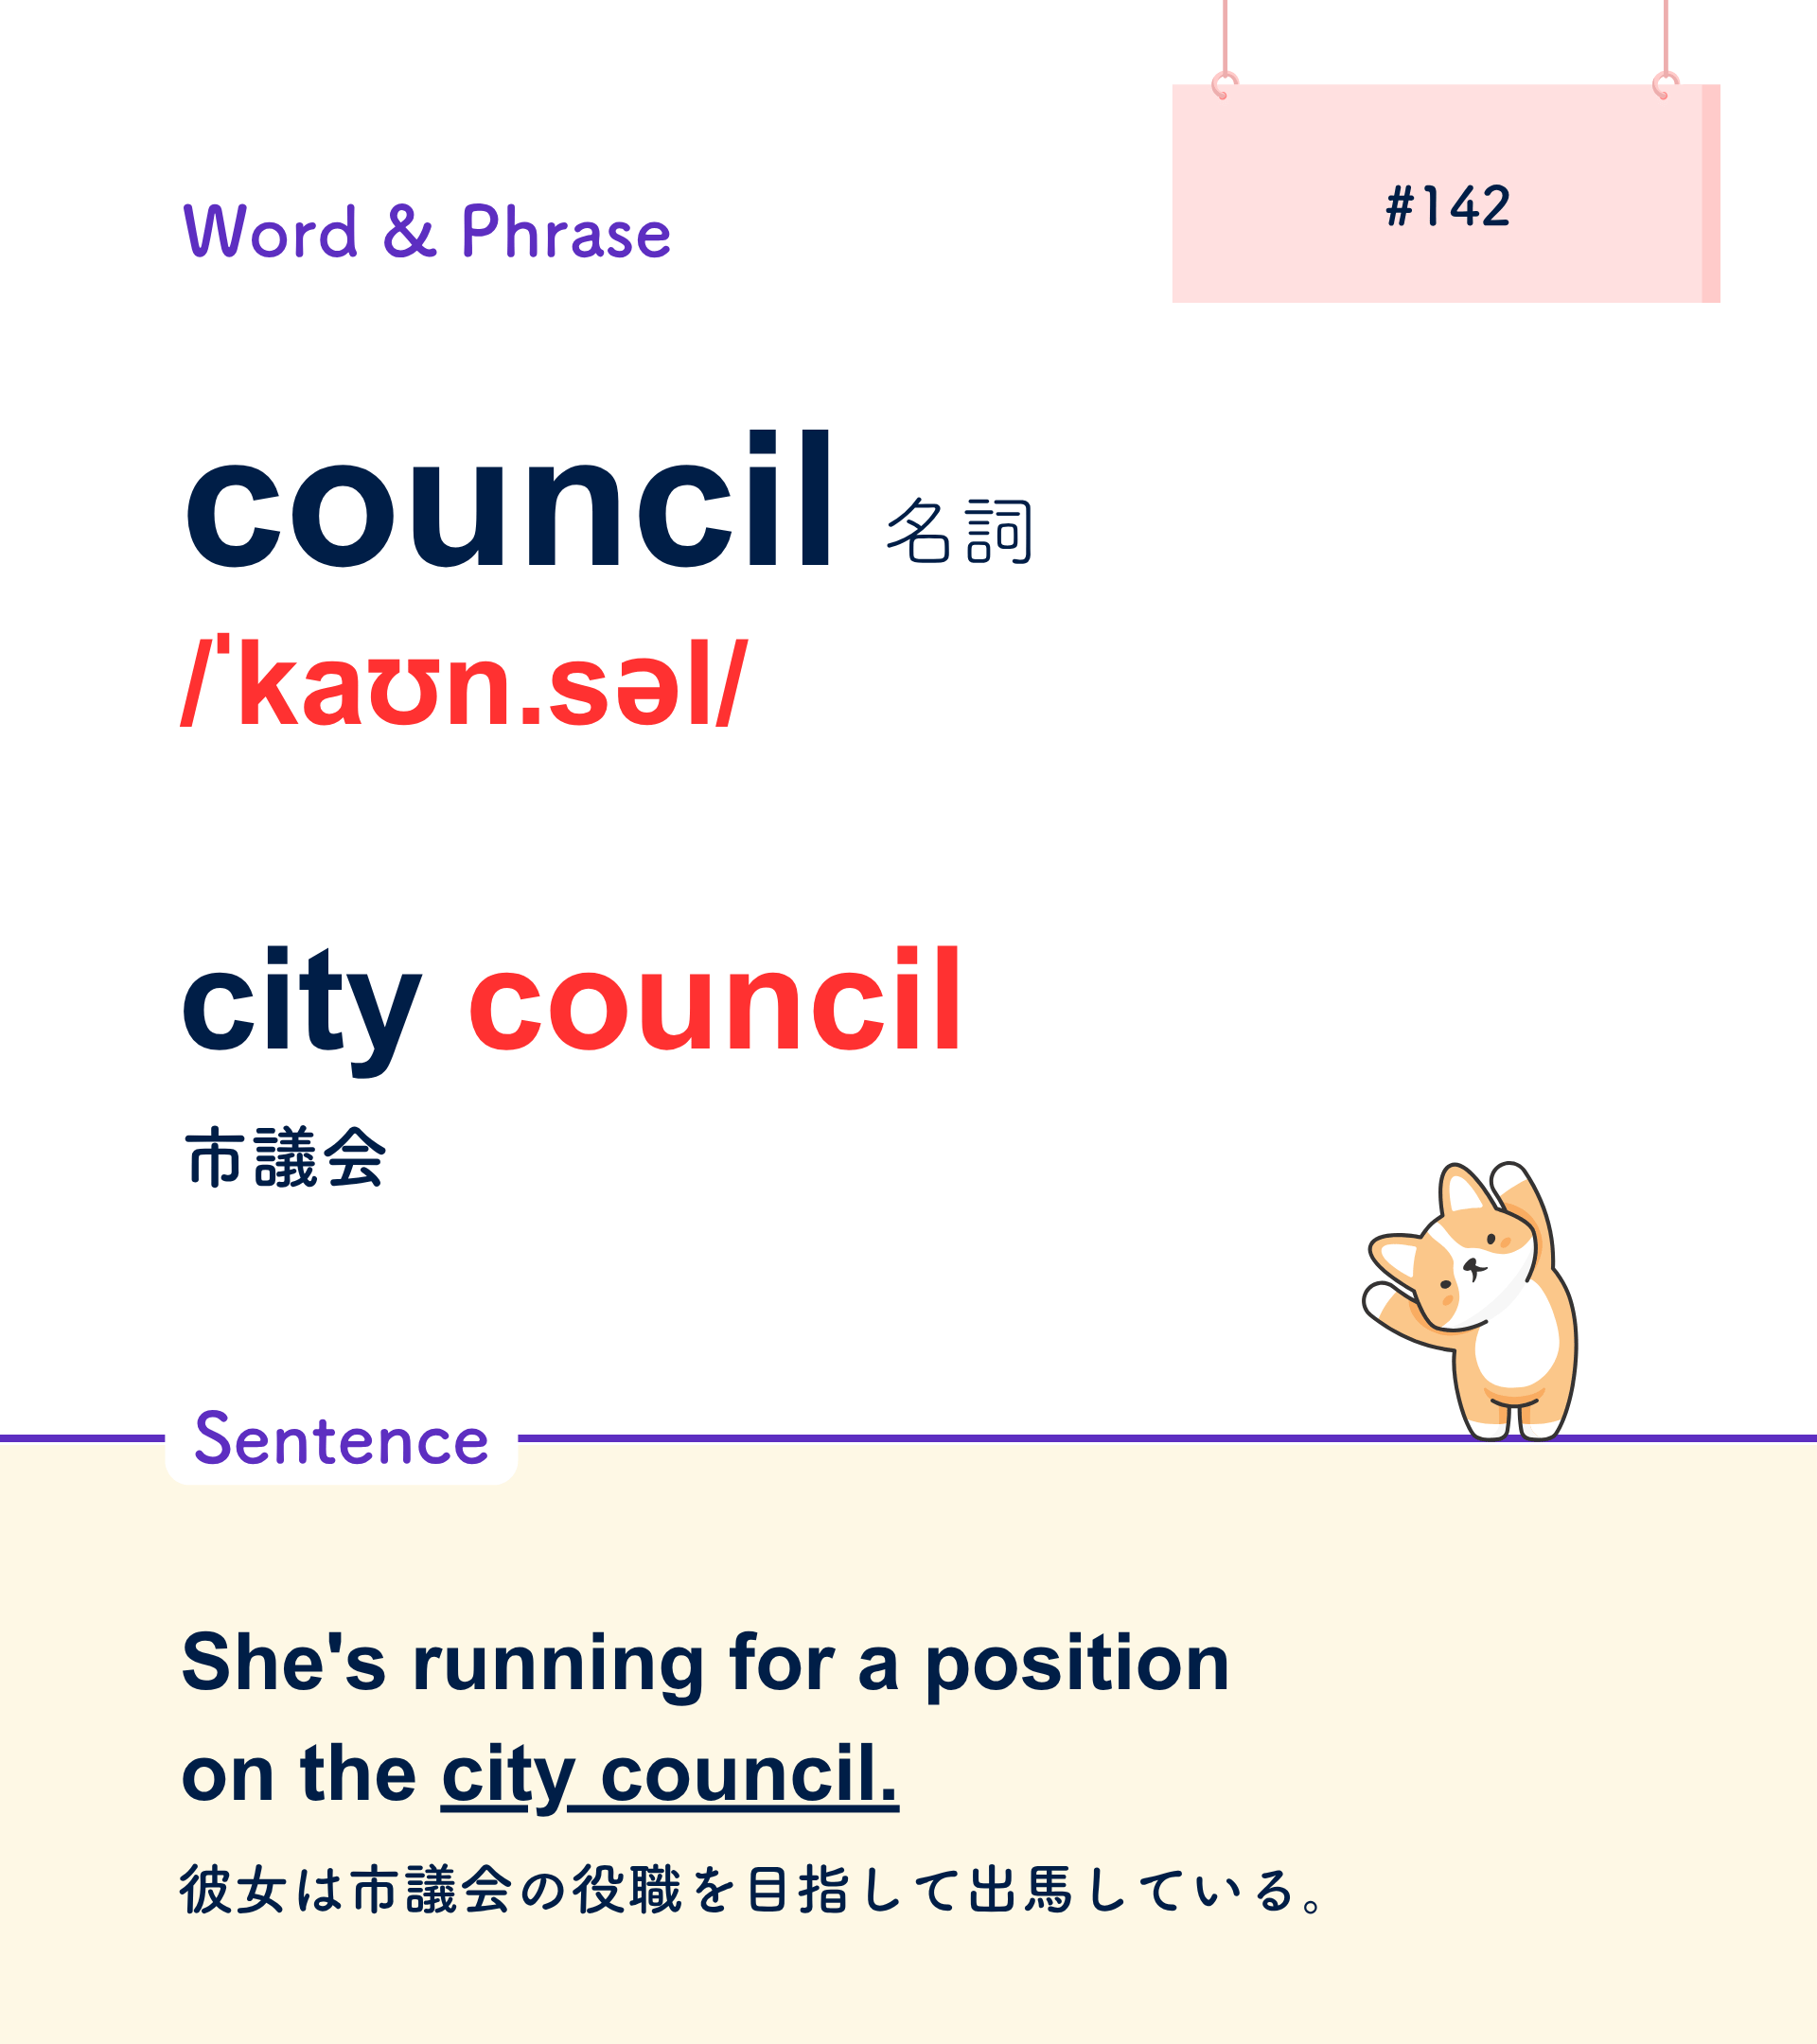 Word & Phrase
#142
council 名詞
/ˈkaʊn.səl/
city council
市議会
Sentence
She's running for a position
on the city council.
彼女は市議会の役職を目指して出馬している。